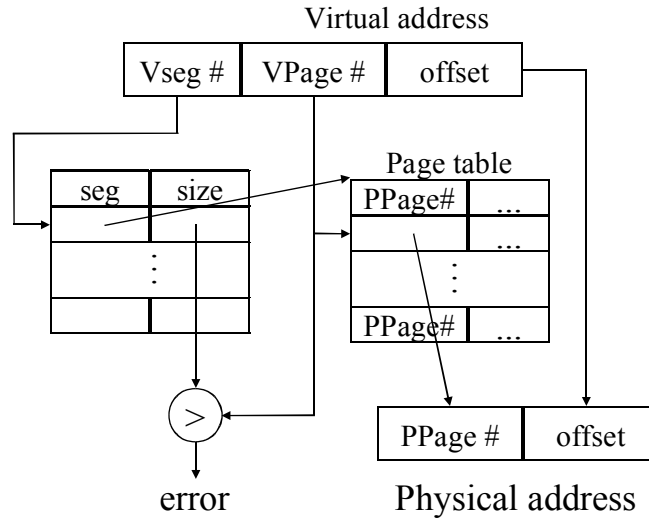 Virtual address
Vseg # VPage # offset
Page table
seg size
PPage# ...
...
⋮ ⋮
PPage# ...
>
PPage # offset
error Physical address